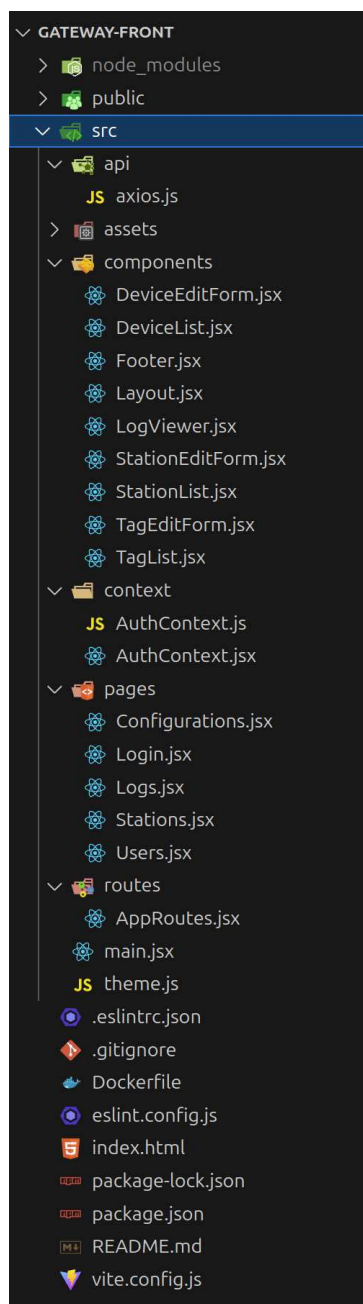 GATEWAY-FRONT
node_modules
public
src
api
JS axios.js
assets
components
DeviceEditForm.jsx
DeviceList.jsx
Footer.jsx
Layout.jsx
LogViewer.jsx
StationEditForm.jsx
StationList.jsx
TagEditForm.jsx
TagList.jsx
context
JS AuthContext.js
AuthContext.jsx
pages
Configurations.jsx
Login.jsx
Logs.jsx
Stations.jsx
Users.jsx
routes
AppRoutes.jsx
main.jsx
JS theme.js
.eslintrc.json
.gitignore
Dockerfile
eslint.config.js
index.html
package-lock.json
package.json
README.md
vite.config.js